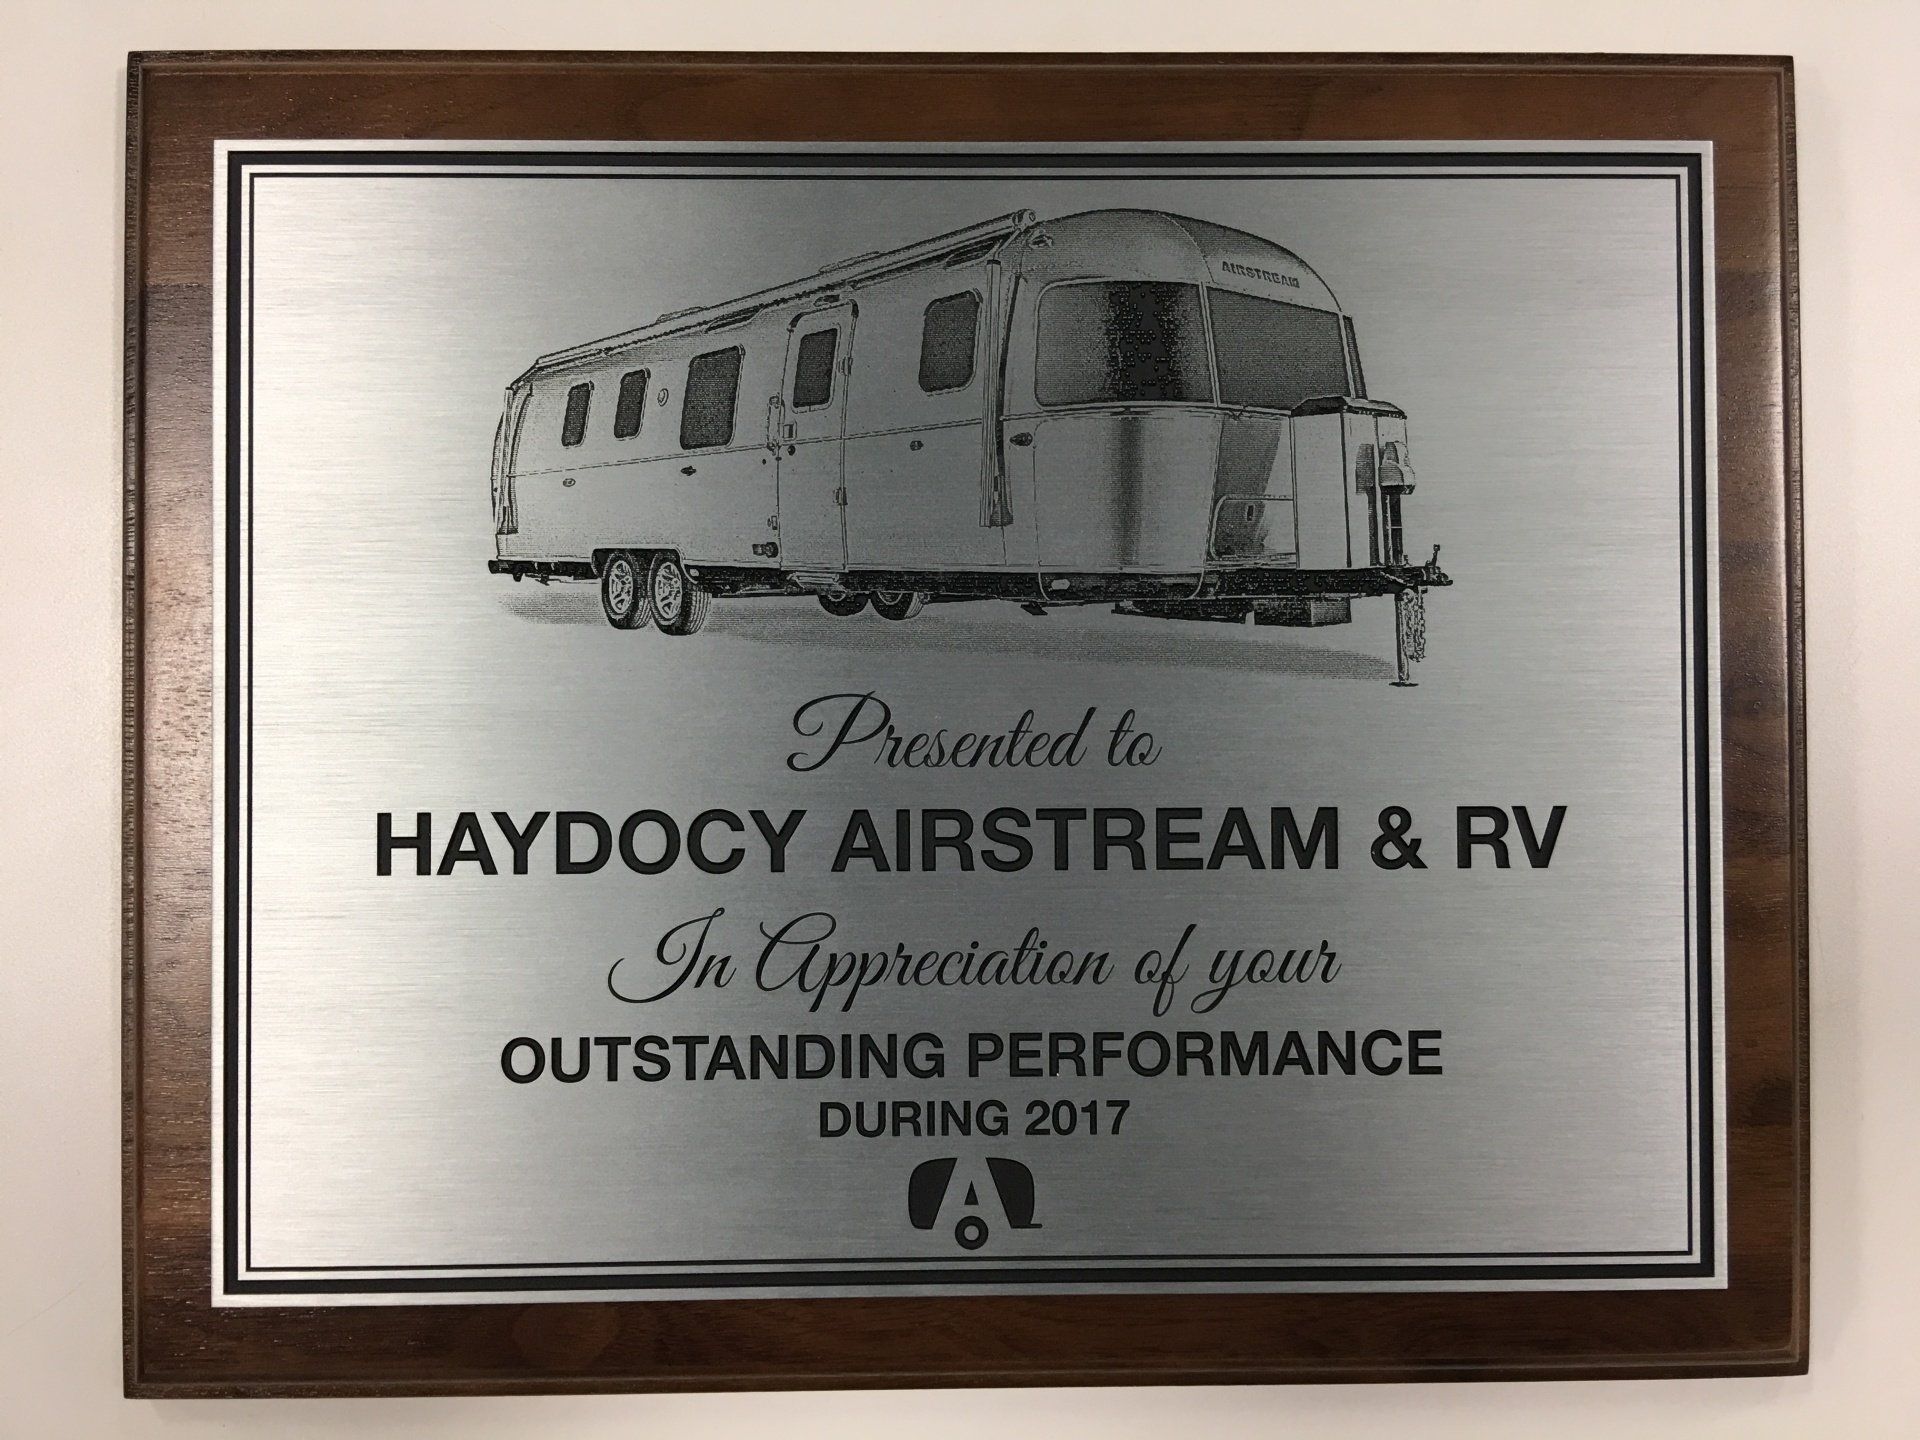 AIRSTREAM
Presented to
HAYDOCY AIRSTREAM & RV
In Appreciation of your
OUTSTANDING PERFORMANCE
DURING 2017
A